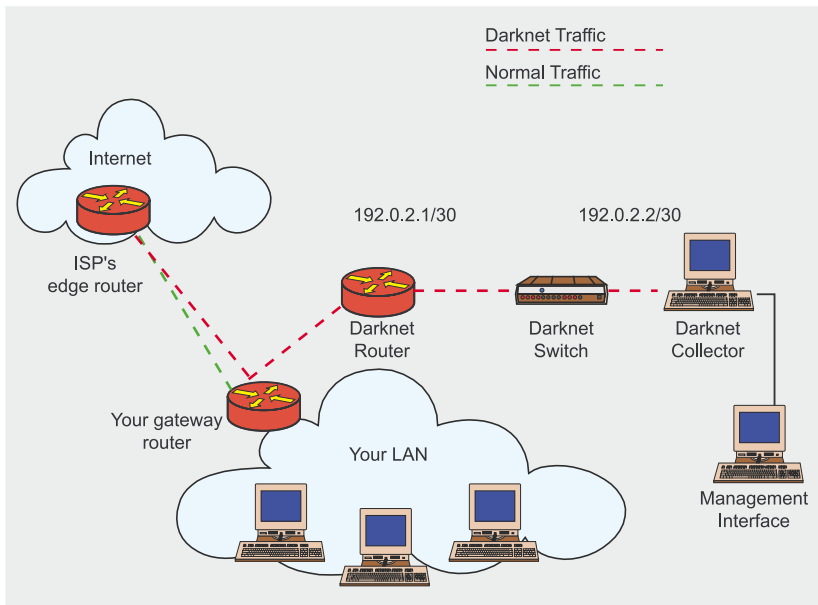 Darknet Traffic
Normal Traffic
Internet
ISP's
edge router
192.0.2.1/30
192.0.2.2/30
Darknet
Router
Darknet
Switch
Darknet
Collector
Your gateway
router
Your LAN
Management
Interface